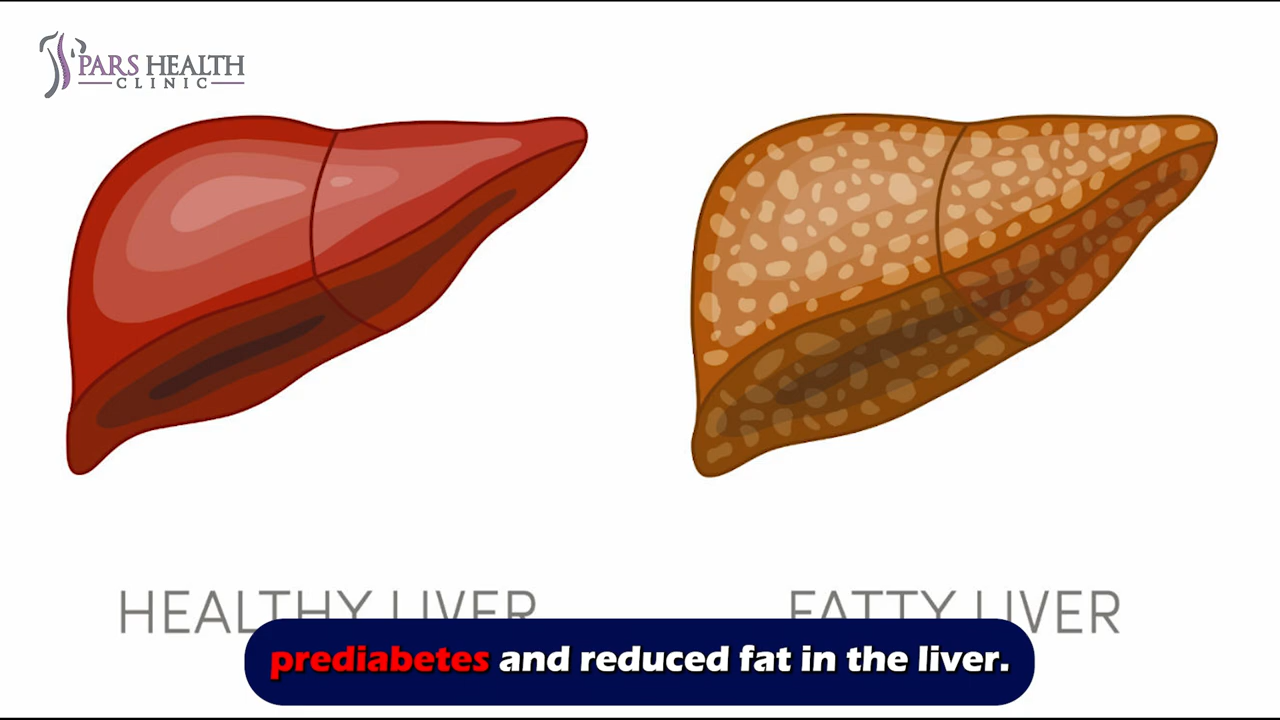 PARS HEALTH
CLINIC
HEALTHY LIVER
FATTY LIVER
prediabetes and reduced fat in the liver.